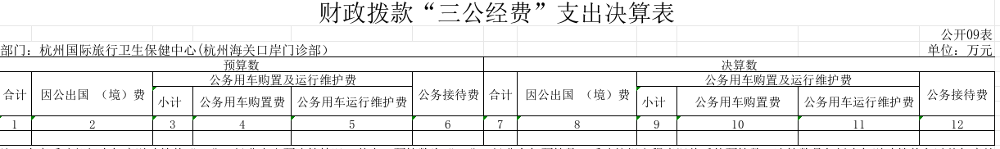 财政拨款“三公经费”支出决算表
公开09表
部门：杭州国际旅行卫生保健中心(杭州海关口岸门诊部） 单位：万元
预算数 决算数
合计 因公出国 （境）费 公务用车购置及运行维护费 公务接待费 合计 因公出国 （境）费 公务用车购置及运行维护费 公务接待费
小计 公务用车购置费 公务用车运行维护费 小计 公务用车购置费 公务用车运行维护费
1 2 3 4 5 6 7 8 9 10 11 12